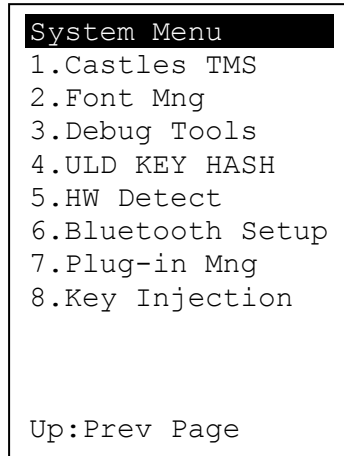 System Menu
1.Castles TMS
2.Font Mng
3.Debug Tools
4.ULD KEY HASH
5.HW Detect
6.Bluetooth Setup
7.Plug-in Mng
8.Key Injection
Up:Prev Page